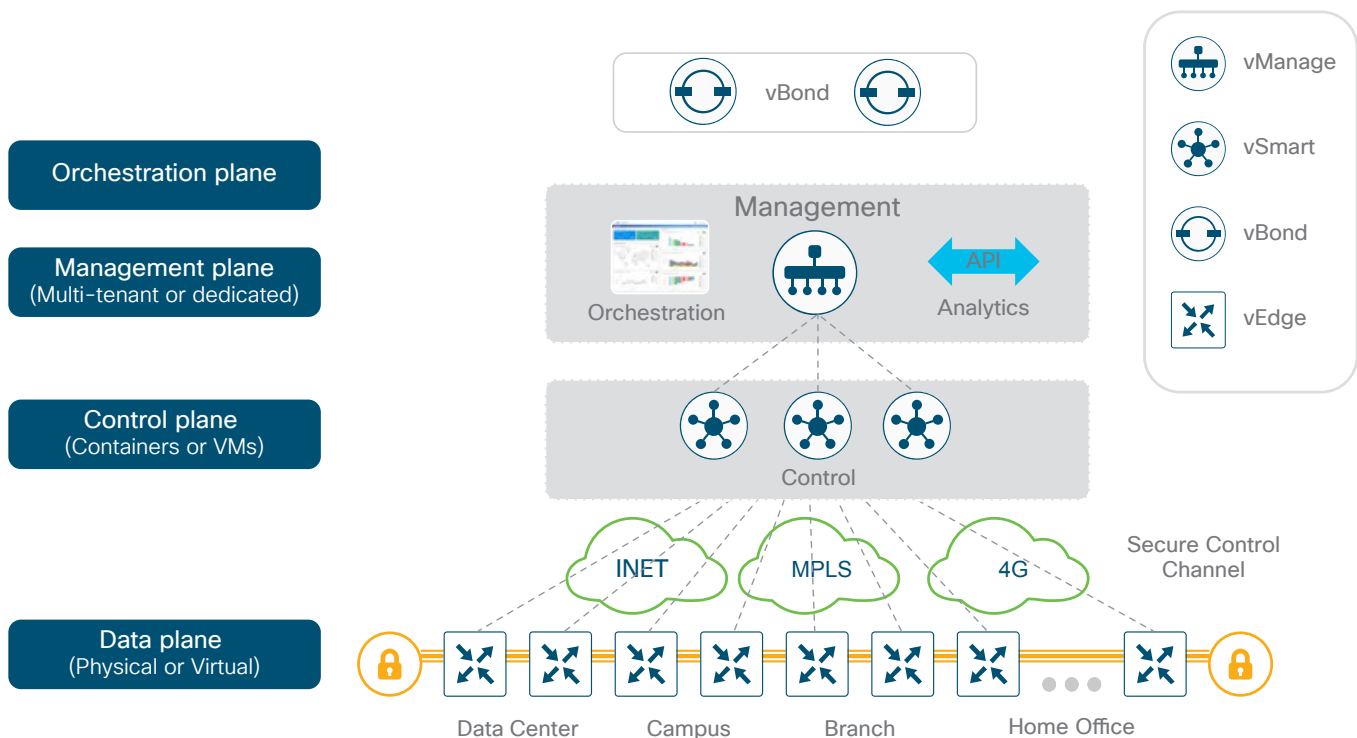 vBond
vManage
vSmart
vBond
vEdge
Orchestration plane
Management plane
(Multi-tenant or dedicated)
Control plane
(Containers or VMs)
Data plane
(Physical or Virtual)
Management
Orchestration
API
Analytics
Control
INET
MPLS
4G
Secure Control
Channel
Data Center
Campus
Branch
Home Office